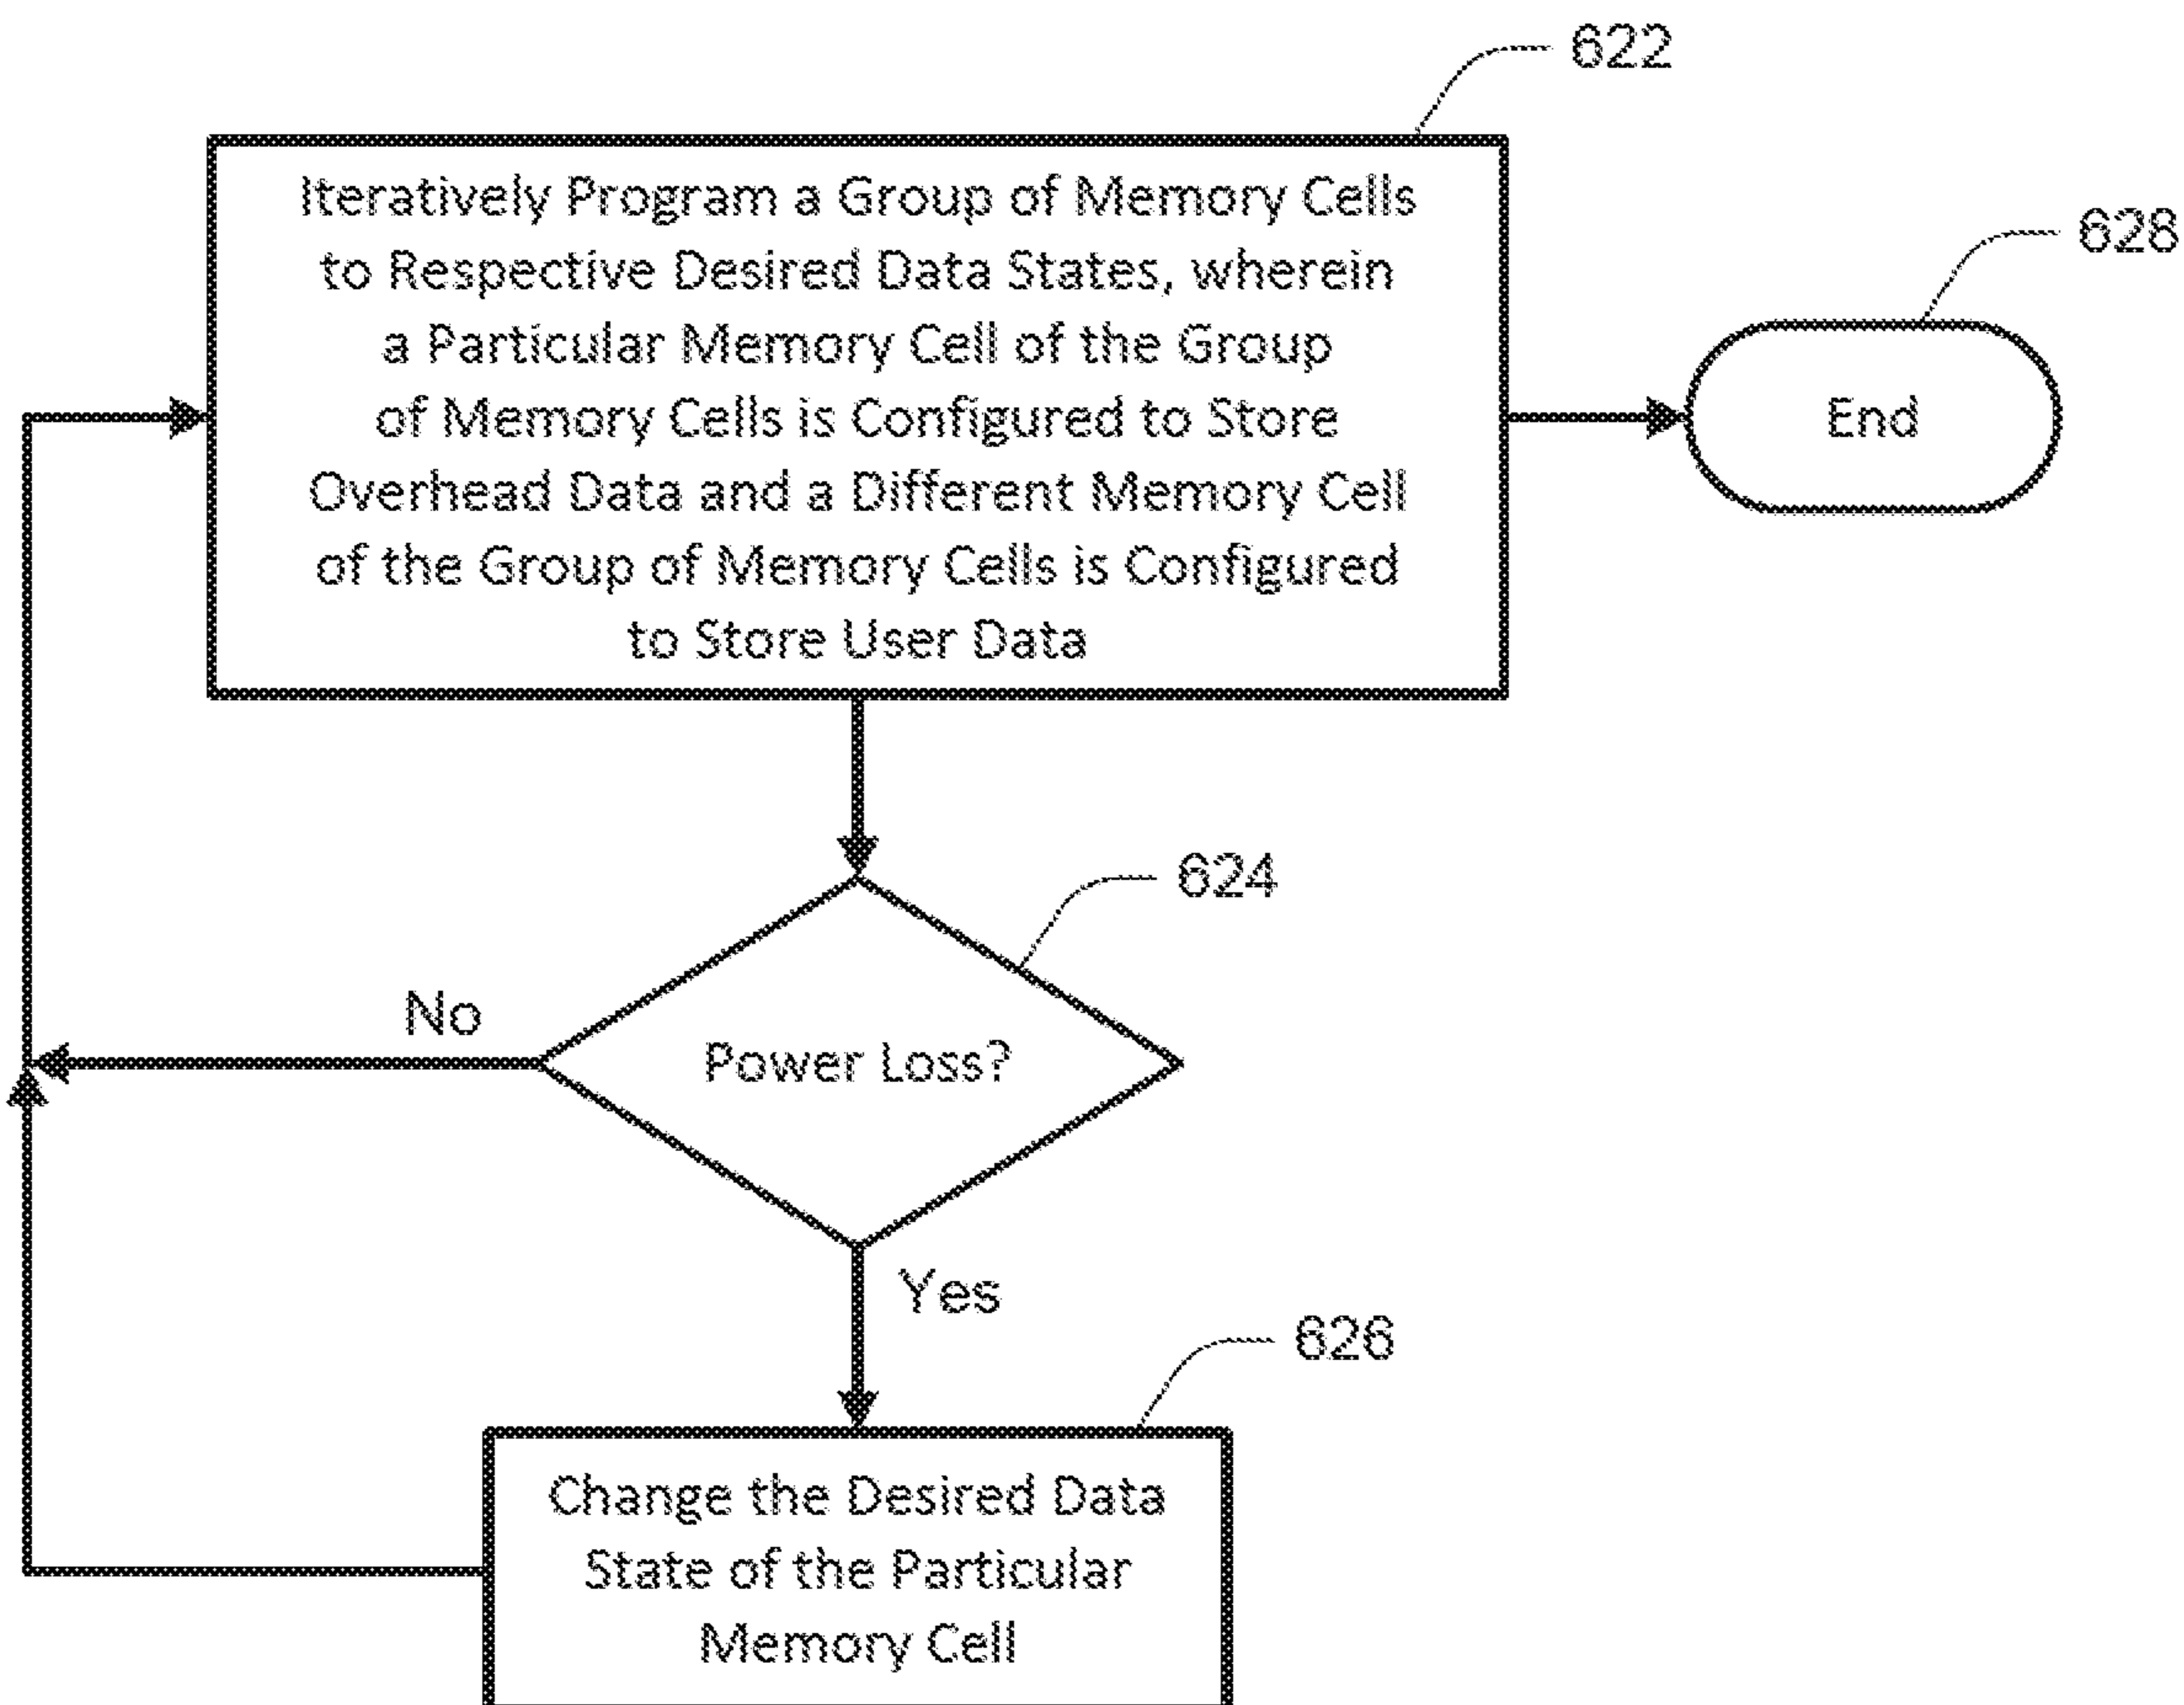 622
Iteratively Program a Group of Memory Cells
to Respective Desired Data States, wherein
a Particular Memory Cell of the Group
of Memory Cells is Configured to Store
Overhead Data and a Different Memory Cell
of the Group of Memory Cells is Configured
to Store User Data
628
End
624
No
Power Loss?
Yes
626
Change the Desired Data
State of the Particular
Memory Cell